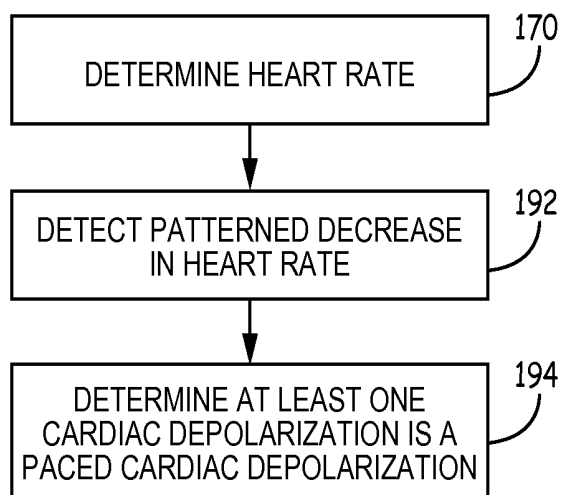 170
DETERMINE HEART RATE
192
DETECT PATTERNED DECREASE
IN HEART RATE
194
DETERMINE AT LEAST ONE
CARDIAC DEPOLARIZATION IS A
PACED CARDIAC DEPOLARIZATION